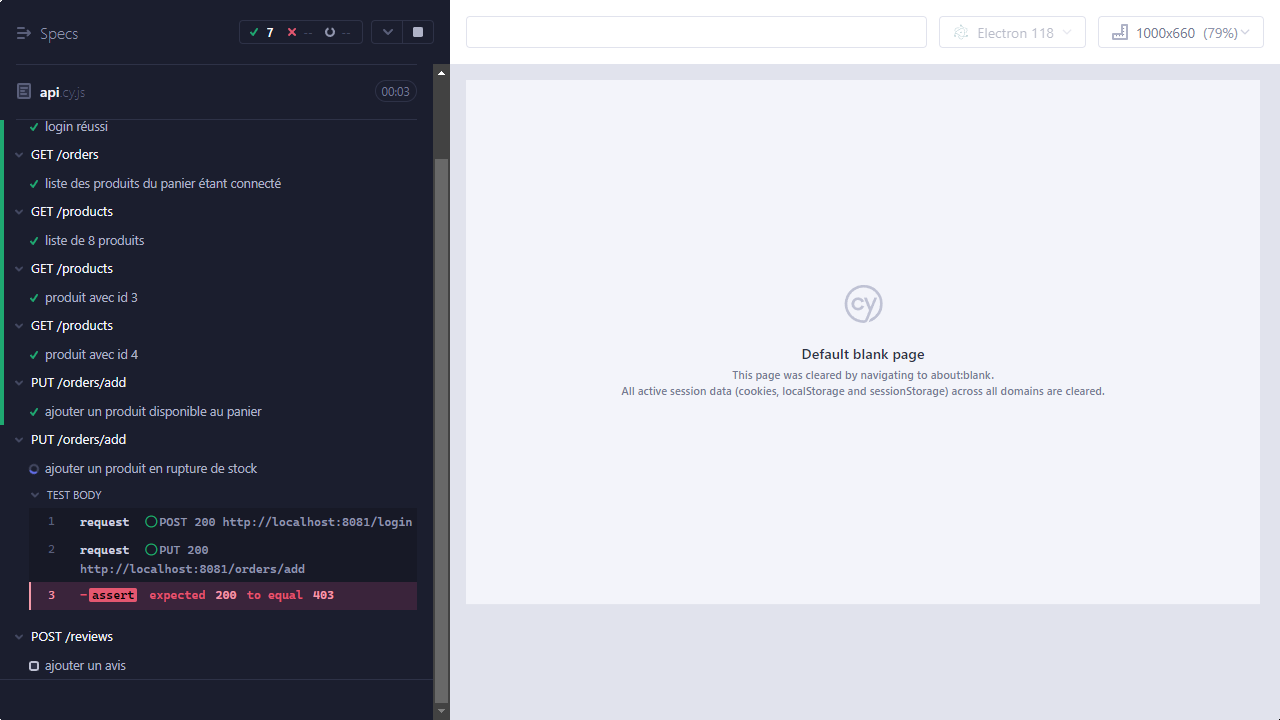 Specs
7 -- --
api.cy.js
00:03
login réussi
GET /orders
liste des produits du panier étant connecté
GET /products
liste de 8 produits
GET /products
produit avec id 3
GET /products
produit avec id 4
PUT /orders/add
ajouter un produit disponible au panier
PUT /orders/add
ajouter un produit en rupture de stock
TEST BODY
1 request POST 200 http://localhost:8081/login
2 request PUT 200
http://localhost:8081/orders/add
3 -assert expected 200 to equal 403
POST /reviews
ajouter un avis
Electron 118
1000x660 (79%)
cy
Default blank page
This page was cleared by navigating to about:blank.
All active session data (cookies, localStorage and sessionStorage) across all domains are cleared.